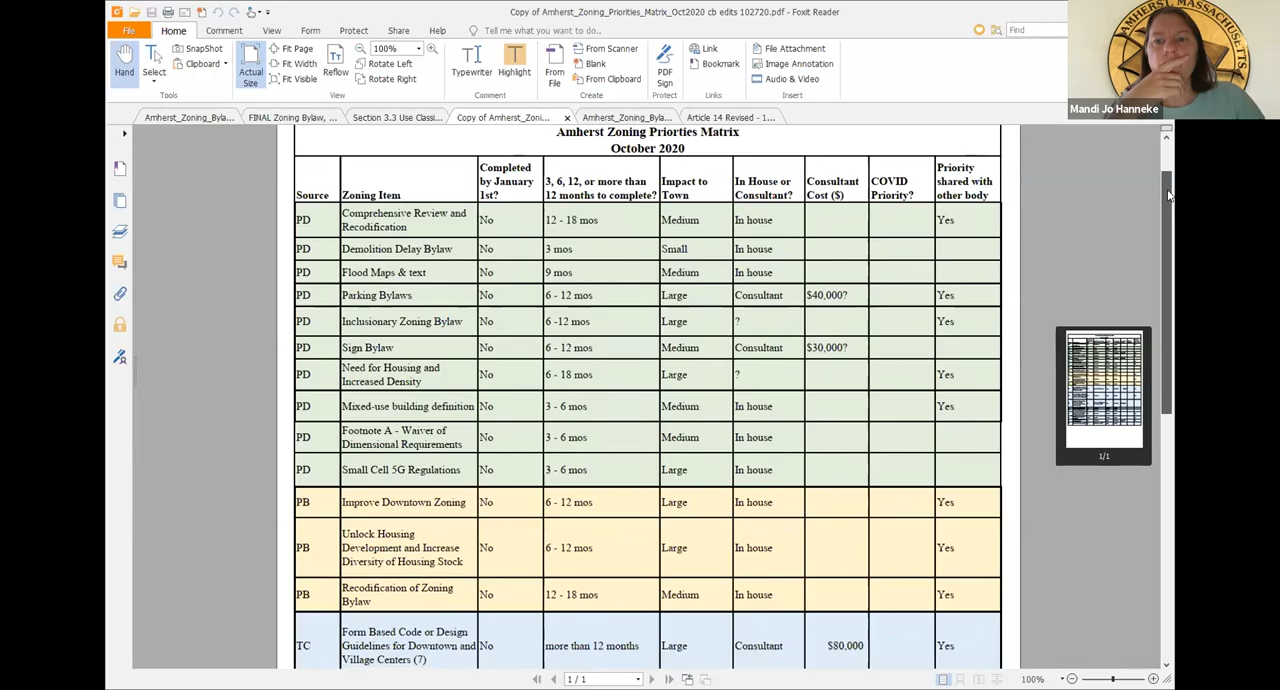 Copy of Amherst_Zoning_Priorities_Matrix_Oct2020 cb edits 102720.pdf - Foxit Reader
File Home Comment View Form Protect Share Help Tell me what you want to do.. Find
Hand
Select
SnapShot
Clipboard
Tools
Actual Size
Fit Page
Fit Width
Fit Visible
Reflow
100%
Rotate Left
Rotate Right
View
Typewriter
Highlight
Comment
From File
From Scanner
Blank
From Clipboard
Create
PDF Sign
Protect
Link
Bookmark
Links
File Attachment
Image Annotation
Audio & Video
Insert
AMHERST, MASSACHUSETTS
Mandi Jo Hanneke
Amherst_Zoning_Byla... FINAL Zoning Bylaw, ... Section 3.3 Use Classi... Copy of Amherst_Zoni... Amherst_Zoning_Byla... Article 14 Revised - 1...
Amherst Zoning Priorties Matrix
October 2020
Source Zoning Item Completed by January 1st? 3, 6, 12, or more than 12 months to complete? Impact to Town In House or Consultant? Consultant Cost ($) COVID Priority? Priority shared with other body
PD Comprehensive Review and Recodification No 12 - 18 mos Medium In house Yes
PD Demolition Delay Bylaw No 3 mos Small In house
PD Flood Maps & text No 9 mos Medium In house
PD Parking Bylaws No 6 - 12 mos Large Consultant $40,000? Yes
PD Inclusionary Zoning Bylaw No 6 -12 mos Large ? Yes
PD Sign Bylaw No 6 - 12 mos Medium Consultant $30,000?
PD Need for Housing and Increased Density No 6 - 18 mos Large ? Yes
PD Mixed-use building definition No 3 - 6 mos Medium In house Yes
PD Footnote A - Waiver of Dimensional Requirements No 3 - 6 mos Medium In house
PD Small Cell 5G Regulations No 3 - 6 mos Large In house
PB Improve Downtown Zoning No 6 - 12 mos Large In house Yes
PB Unlock Housing Development and Increase Diversity of Housing Stock No 6 - 12 mos Large In house Yes
PB Recodification of Zoning Bylaw No 12 - 18 mos Medium In house Yes
TC Form Based Code or Design Guidelines for Downtown and Village Centers (7) No more than 12 months Large Consultant $80,000 Yes
1/1
1 / 1
100%